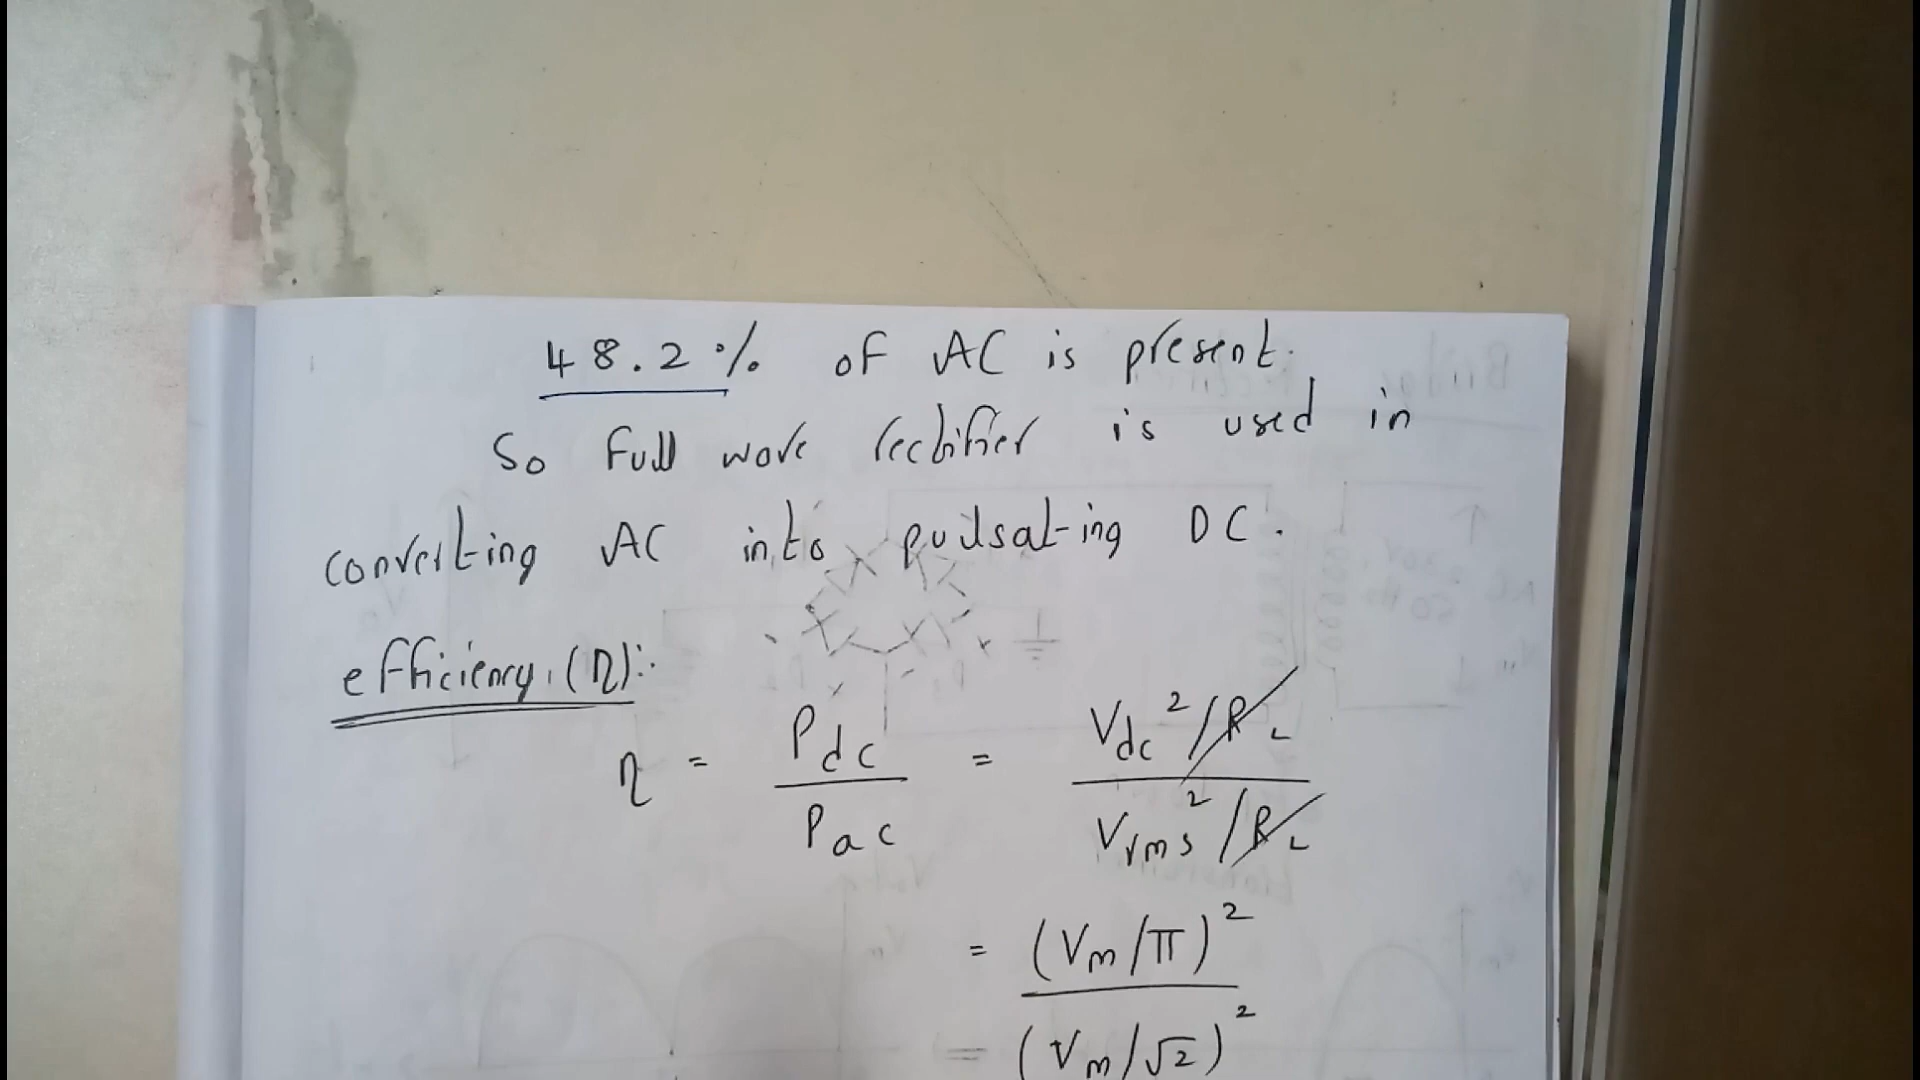 48.2% of AC is present.
So full wave rectifier is used in
converting AC into pulsating DC.
efficiency (η):
η = Pdc / Pac = Vdc²/RL / Vrms²/RL
= (Vm/π)² / (Vm/√2)²